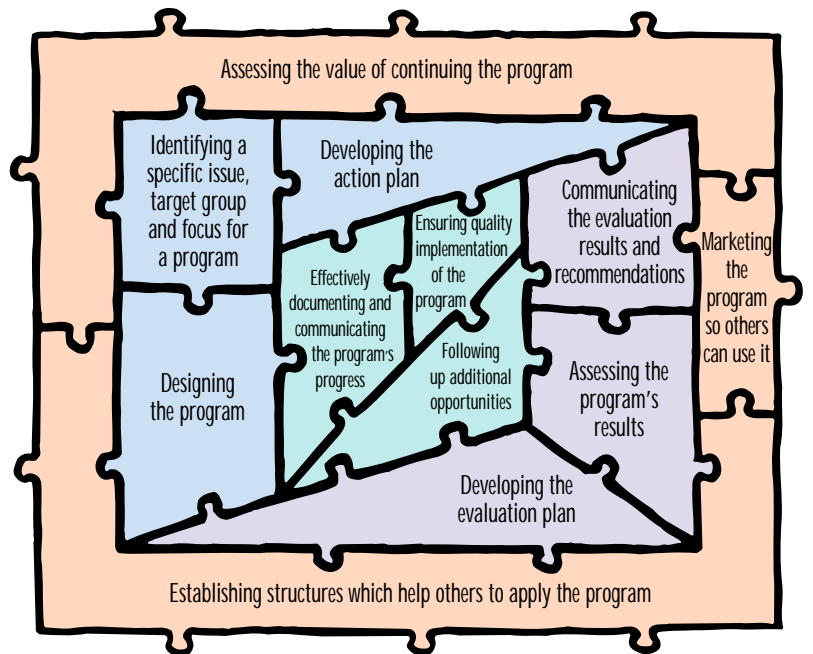 Assessing the value of continuing the program
Identifying a
specific issue,
target group
and focus for
a program
Developing the
action plan
Communicating
the evaluation
results and
recommendations
Ensuring quality
implementation
of the
program
Marketing
the
program
so others
can use it
Effectively
documenting and
communicating
the program's
progress
Following
up additional
opportunities
Designing
the program
Assessing the
program's
results
Developing the
evaluation plan
Establishing structures which help others to apply the program